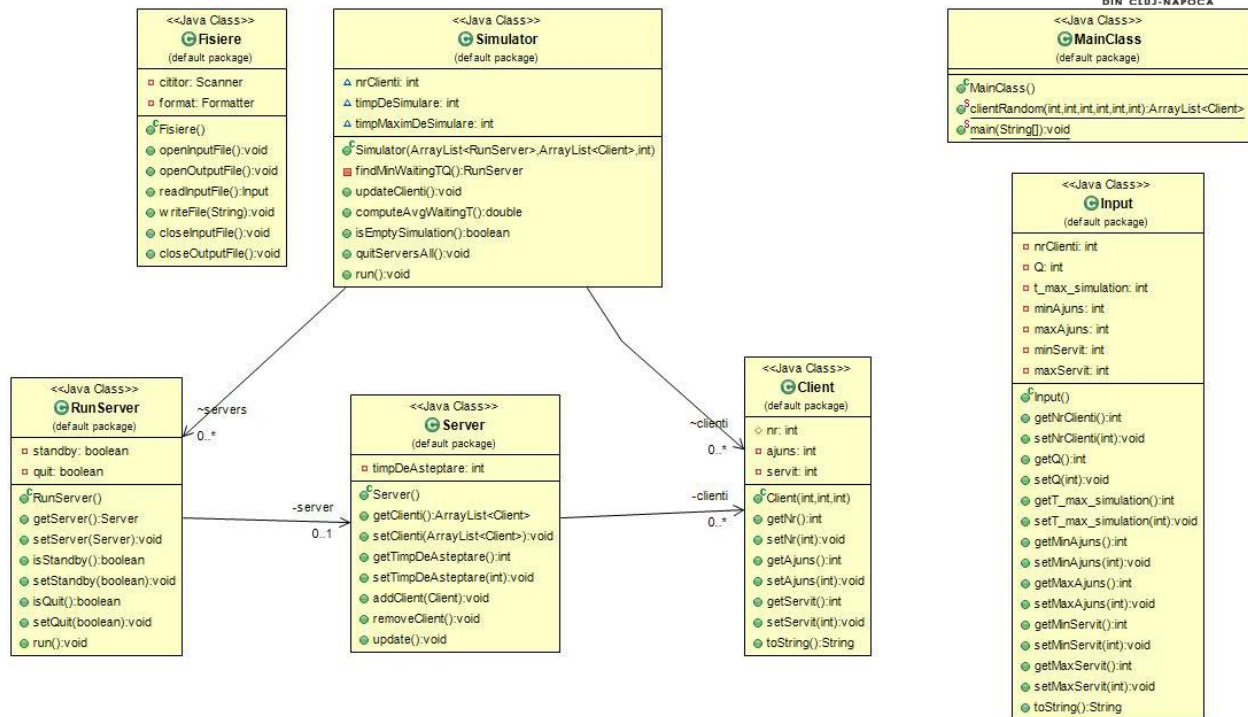 DIN CLUJ-NAPOCA
<<Java Class>>
Fisiere
(default package)
cititor: Scanner
format: Formatter
Fisiere()
openInputFile():void
openOutputFile():void
readInputFile():Input
writeFile(String):void
closeInputFile():void
closeOutputFile():void
<<Java Class>>
Simulator
(default package)
nrClienti: int
timpDeSimulare: int
timpMaximDeSimulare: int
Simulator(ArrayList<RunServer>,ArrayList<Client>,int)
findMinWaitingTQ():RunServer
updateClienti():void
computeAvgWaitingT():double
isEmptySimulation():boolean
quitServersAll():void
run():void
<<Java Class>>
MainClass
(default package)
MainClass()
clientRandom(int,int,int,int,int,int):ArrayList<Client>
main(String[]):void
<<Java Class>>
RunServer
(default package)
standby: boolean
quit: boolean
RunServer()
getServer():Server
setServer(Server):void
isStandby():boolean
setStandby(boolean):void
isQuit():boolean
setQuit(boolean):void
run():void
~servers
0..*
-server
0..1
<<Java Class>>
Server
(default package)
timpDeAsteptare: int
Server()
getClienti():ArrayList<Client>
setClienti(ArrayList<Client>):void
getTimpDeAsteptare():int
setTimpDeAsteptare(int):void
addClient(Client):void
removeClient():void
update():void
~clienti
0..*
-clienti
0..*
<<Java Class>>
Client
(default package)
nr: int
ajuns: int
servit: int
Client(int,int,int)
getNr():int
setNr(int):void
getAjuns():int
setAjuns(int):void
getServit():int
setServit(int):void
toString():String
<<Java Class>>
Input
(default package)
nrClienti: int
Q: int
t_max_simulation: int
minAjuns: int
maxAjuns: int
minServit: int
maxServit: int
Input()
getNrClienti():int
setNrClienti(int):void
getQ():int
setQ(int):void
getT_max_simulation():int
setT_max_simulation(int):void
getMinAjuns():int
setMinAjuns(int):void
getMaxAjuns():int
setMaxAjuns(int):void
getMinServit():int
setMinServit(int):void
getMaxServit():int
setMaxServit(int):void
toString():String